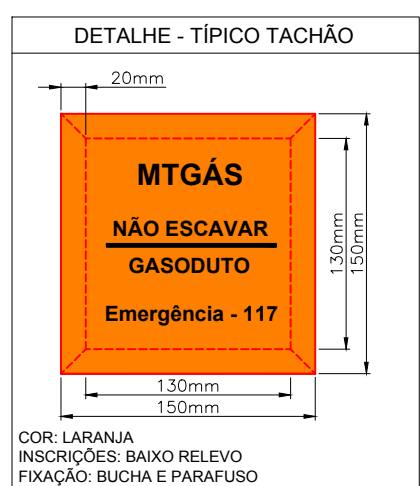 DETALHE - TÍPICO TACHÃO
20mm
MTGÁS
NÃO ESCAVAR
GASODUTO
Emergência - 117
130mm
150mm
130mm
150mm
COR: LARANJA
INSCRIÇÕES: BAIXO RELEVO
FIXAÇÃO: BUCHA E PARAFUSO